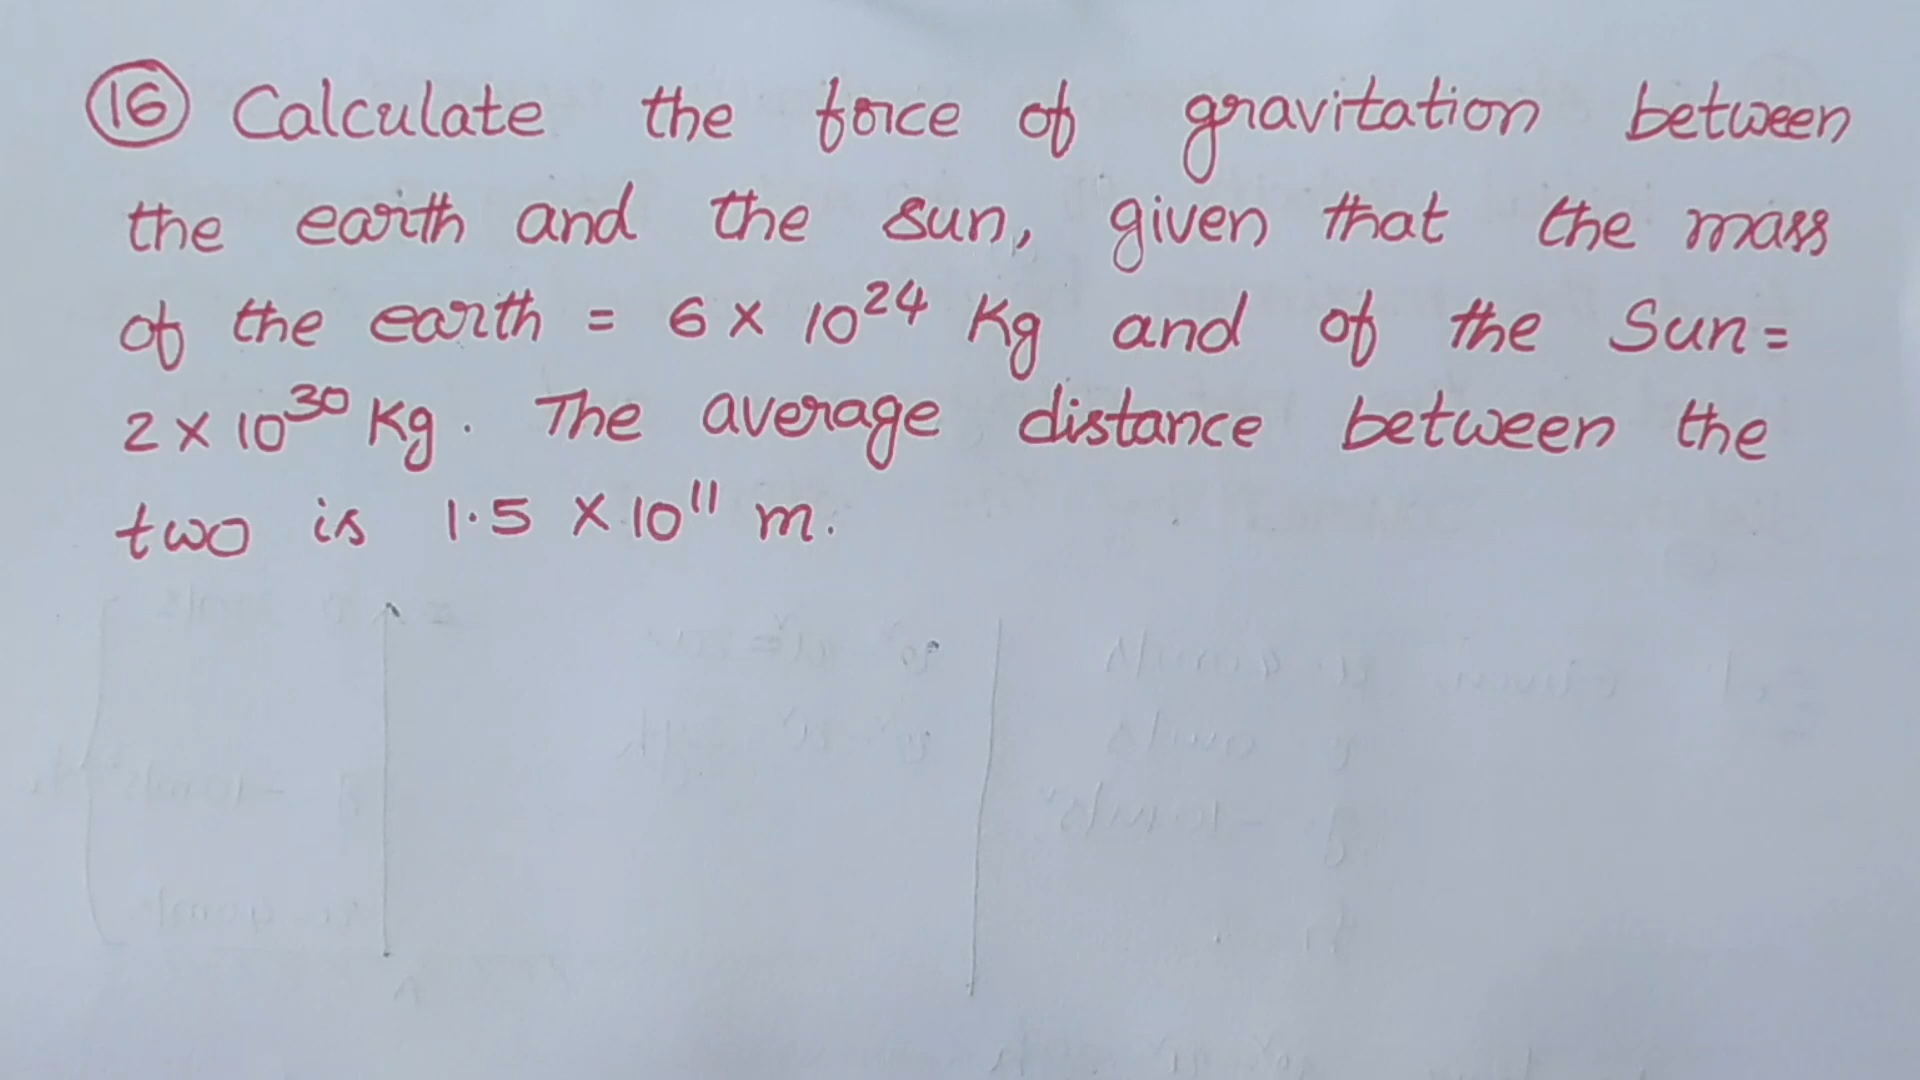 16 Calculate the force of gravitation between
the earth and the sun, given that the mass
of the earth = 6 × 10²⁴ Kg and of the Sun=
2 × 10³⁰ Kg. The average distance between the
two is 1.5 × 10¹¹ m.